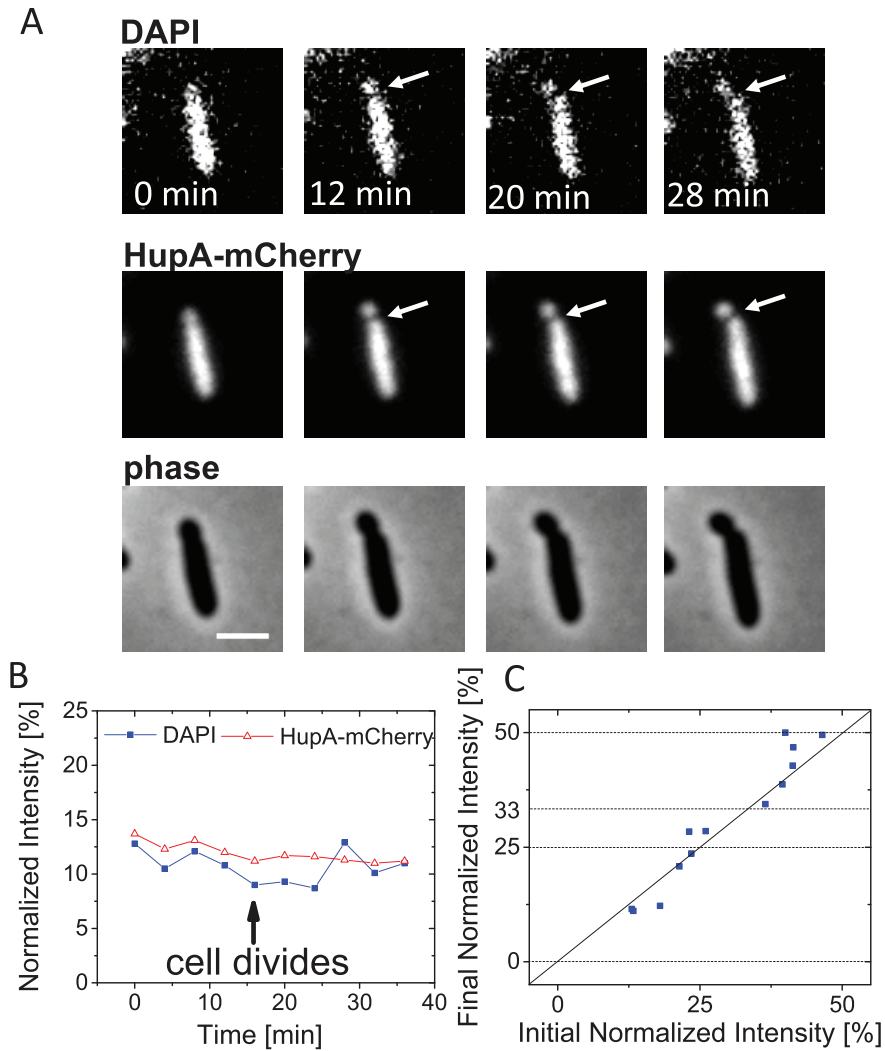 A
DAPI
0 min 12 min 20 min 28 min
HupA-mCherry
phase
B
Normalized Intensity [%]
25
20
15
10
5
0
DAPI HupA-mCherry
cell divides
0 10 20 30 40
Time [min]
C
Final Normalized Intensity [%]
50
33
25
0
0 25 50
Initial Normalized Intensity [%]